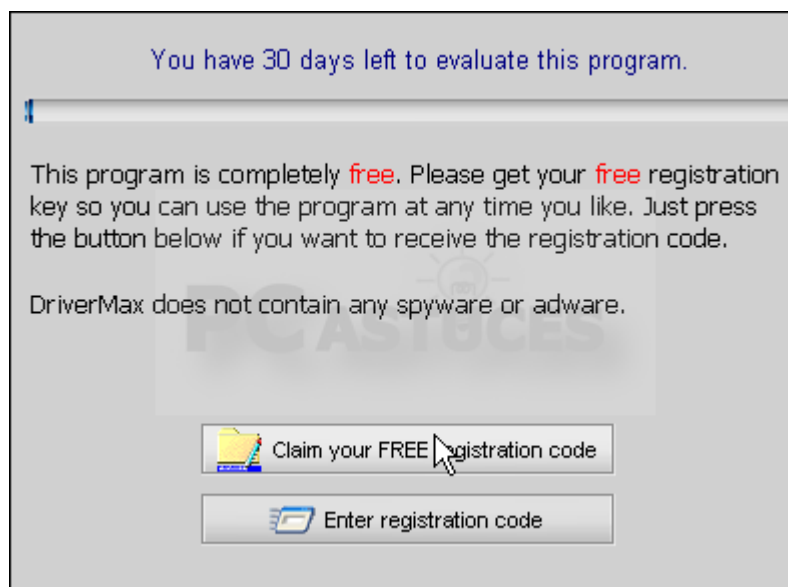 You have 30 days left to evaluate this program.
This program is completely free. Please get your free registration
key so you can use the program at any time you like. Just press
the button below if you want to receive the registration code.
DriverMax does not contain any spyware or adware.
PC ASTUCES
Claim your FREE registration code
Enter registration code